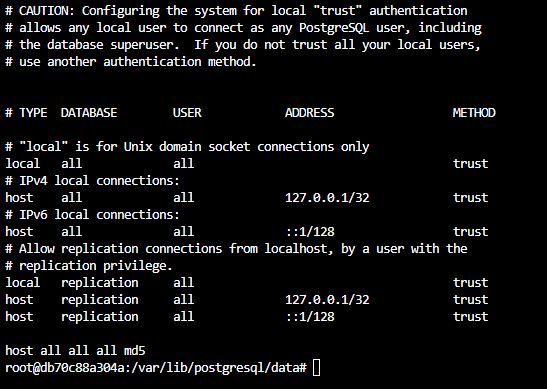 # CAUTION: Configuring the system for local "trust" authentication
# allows any local user to connect as any PostgreSQL user, including
# the database superuser.  If you do not trust all your local users,
# use another authentication method.
# TYPE  DATABASE        USER            ADDRESS                 METHOD
# "local" is for Unix domain socket connections only
local   all             all                                     trust
# IPv4 local connections:
host    all             all             127.0.0.1/32            trust
# IPv6 local connections:
host    all             all             ::1/128                 trust
# Allow replication connections from localhost, by a user with the
# replication privilege.
local   replication     all                                     trust
host    replication     all             127.0.0.1/32            trust
host    replication     all             ::1/128                 trust
host all all all md5
root@db70c88a304a:/var/lib/postgresql/data#